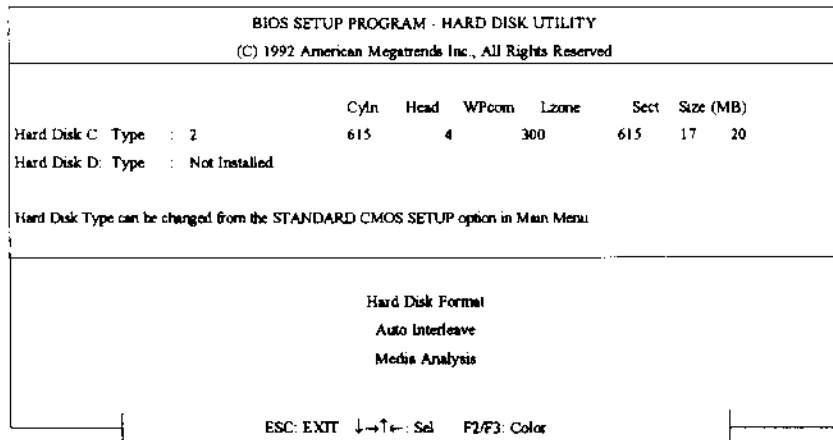 BIOS SETUP PROGRAM - HARD DISK UTILITY
(C) 1992 American Megatrends Inc., All Rights Reserved
Cyln Head WPcom Lzone Sect Size (MB)
Hard Disk C Type : 2 615 4 300 615 17 20
Hard Disk D: Type : Not Installed
Hard Disk Type can be changed from the STANDARD CMOS SETUP option in Main Menu
Hard Disk Format
Auto Interleave
Media Analysis
ESC: EXIT ↓→↑←: Sel F2/F3: Color